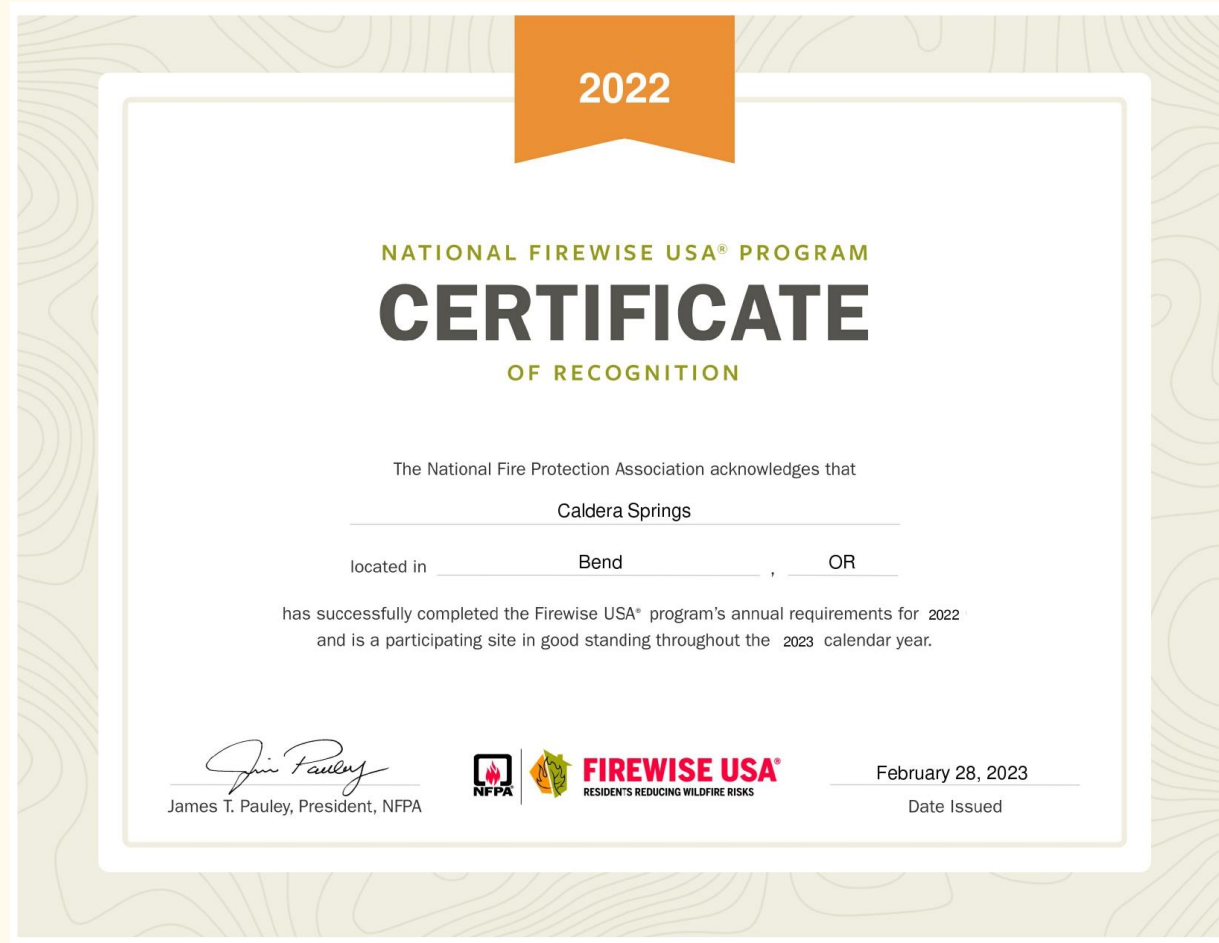 2022
NATIONAL FIREWISE USA® PROGRAM
CERTIFICATE
OF RECOGNITION
The National Fire Protection Association acknowledges that
Caldera Springs
located in Bend , OR
has successfully completed the Firewise USA® program's annual requirements for 2022
and is a participating site in good standing throughout the 2023 calendar year.
Jim Pauley
James T. Pauley, President, NFPA
NFPA
FIREWISE USA®
RESIDENTS REDUCING WILDFIRE RISKS
February 28, 2023
Date Issued